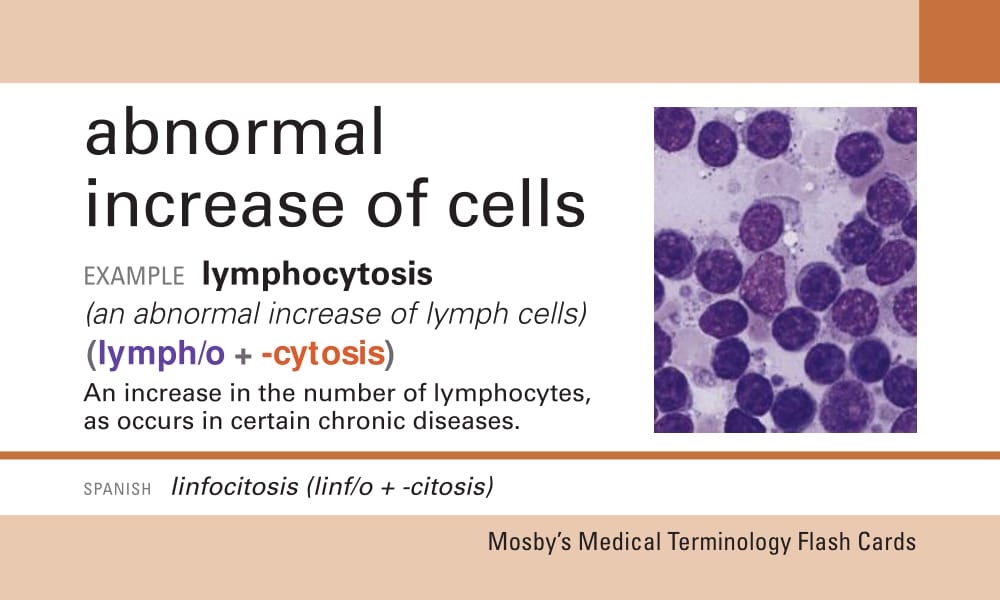 abnormal
increase of cells
EXAMPLE lymphocytosis
(an abnormal increase of lymph cells)
(lymph/o + -cytosis)
An increase in the number of lymphocytes,
as occurs in certain chronic diseases.
SPANISH linfocitosis (linf/o + -citosis)
Mosby's Medical Terminology Flash Cards